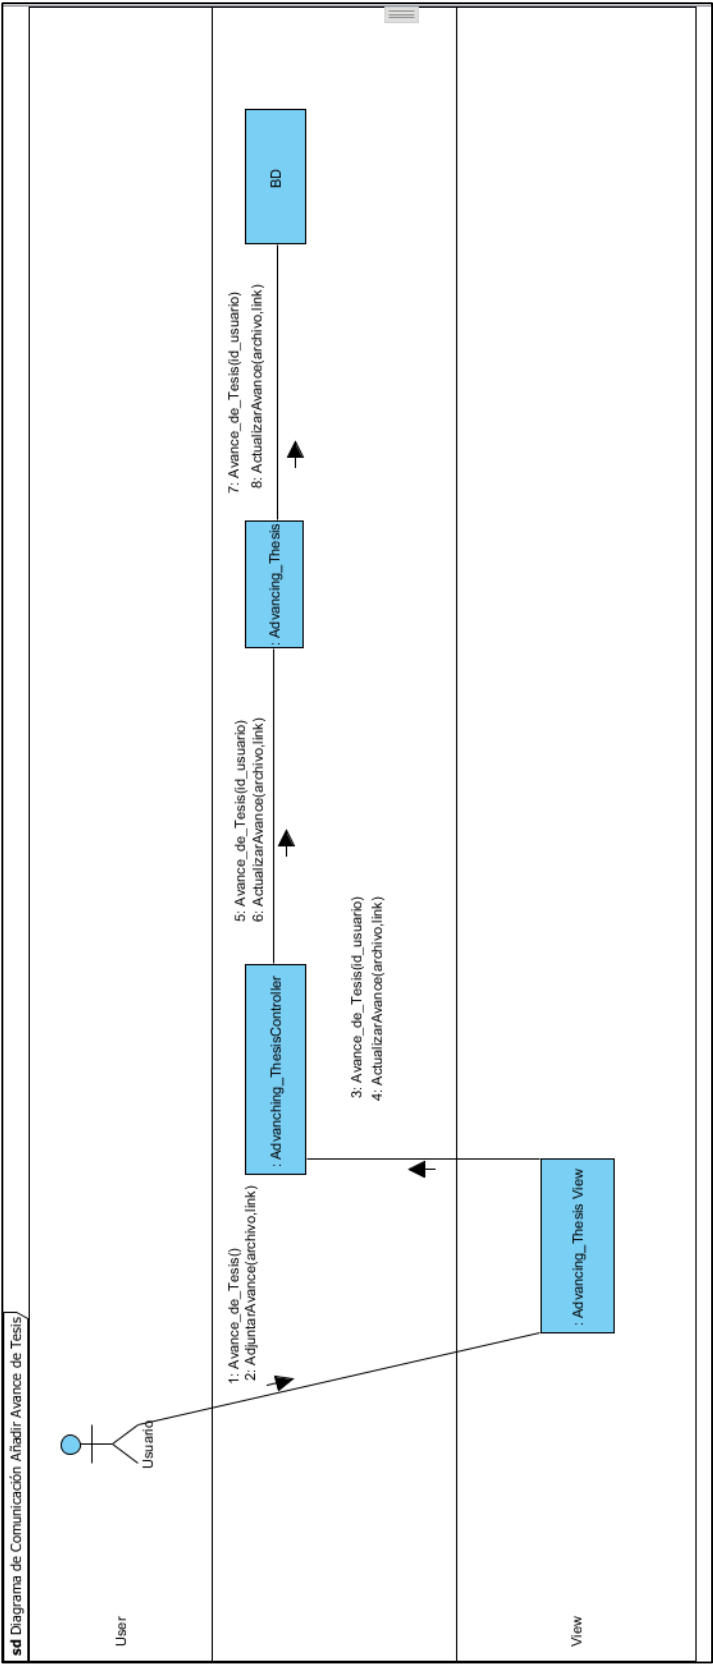 sd Diagrama de Comunicación Añadir Avance de Tesis
User
Usuario
1: Avance_de_Tesis()
2: AdjuntarAvance(archivo,link)
: Advanching_ThesisController
5: Avance_de_Tesis(id_usuario)
6: ActualizarAvance(archivo,link)
: Advancing_Thesis
7: Avance_de_Tesis(id_usuario)
8: ActualizarAvance(archivo,link)
BD
3: Avance_de_Tesis(id_usuario)
4: ActualizarAvance(archivo,link)
View
: Advancing_Thesis View